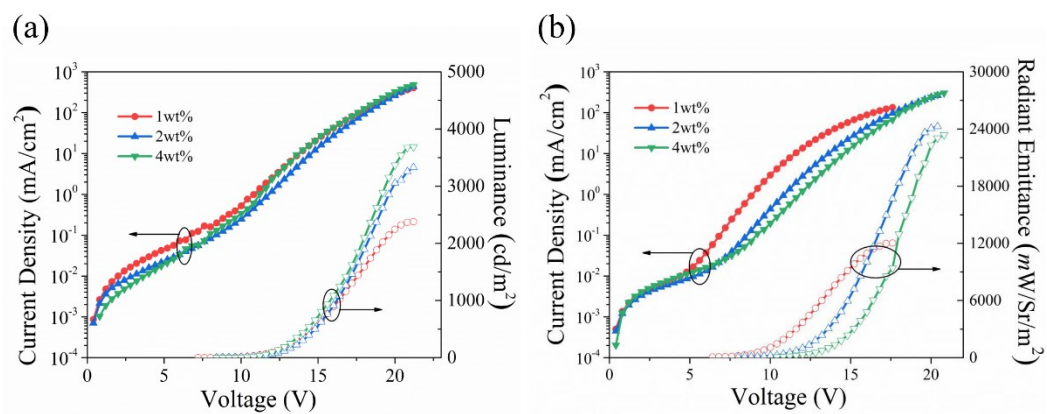 (a)
Current Density (mA/cm²)
10³
10²
10¹
10⁰
10⁻¹
10⁻²
10⁻³
10⁻⁴
1wt%
2wt%
4wt%
0
5
10
15
20
Voltage (V)
5000
4000
3000
2000
1000
0
Luminance (cd/m²)
(b)
Current Density (mA/cm²)
10³
10²
10¹
10⁰
10⁻¹
10⁻²
10⁻³
10⁻⁴
1wt%
2wt%
4wt%
0
5
10
15
20
Voltage (V)
30000
24000
18000
12000
6000
0
Radiant Emittance (mW/Sr/m²)